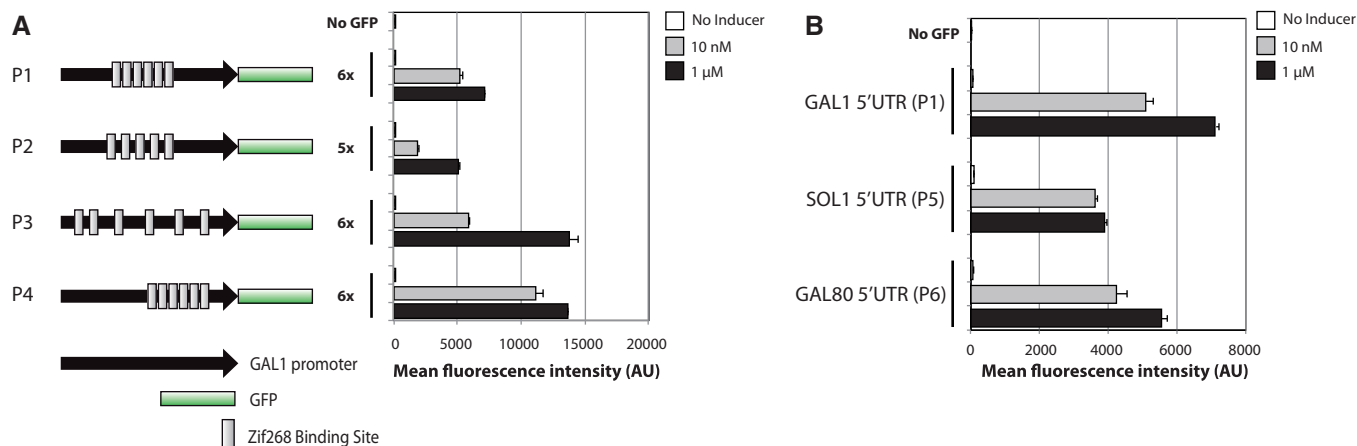 A
No GFP
P1
6x
P2
5x
P3
6x
P4
6x
0 5000 10000 15000 20000
Mean fluorescence intensity (AU)
GAL1 promoter
GFP
Zif268 Binding Site
No Inducer
10 nM
1 µM
B
No GFP
GAL1 5’UTR (P1)
SOL1 5’UTR (P5)
GAL80 5’UTR (P6)
0 2000 4000 6000 8000
Mean fluorescence intensity (AU)
No Inducer
10 nM
1 µM